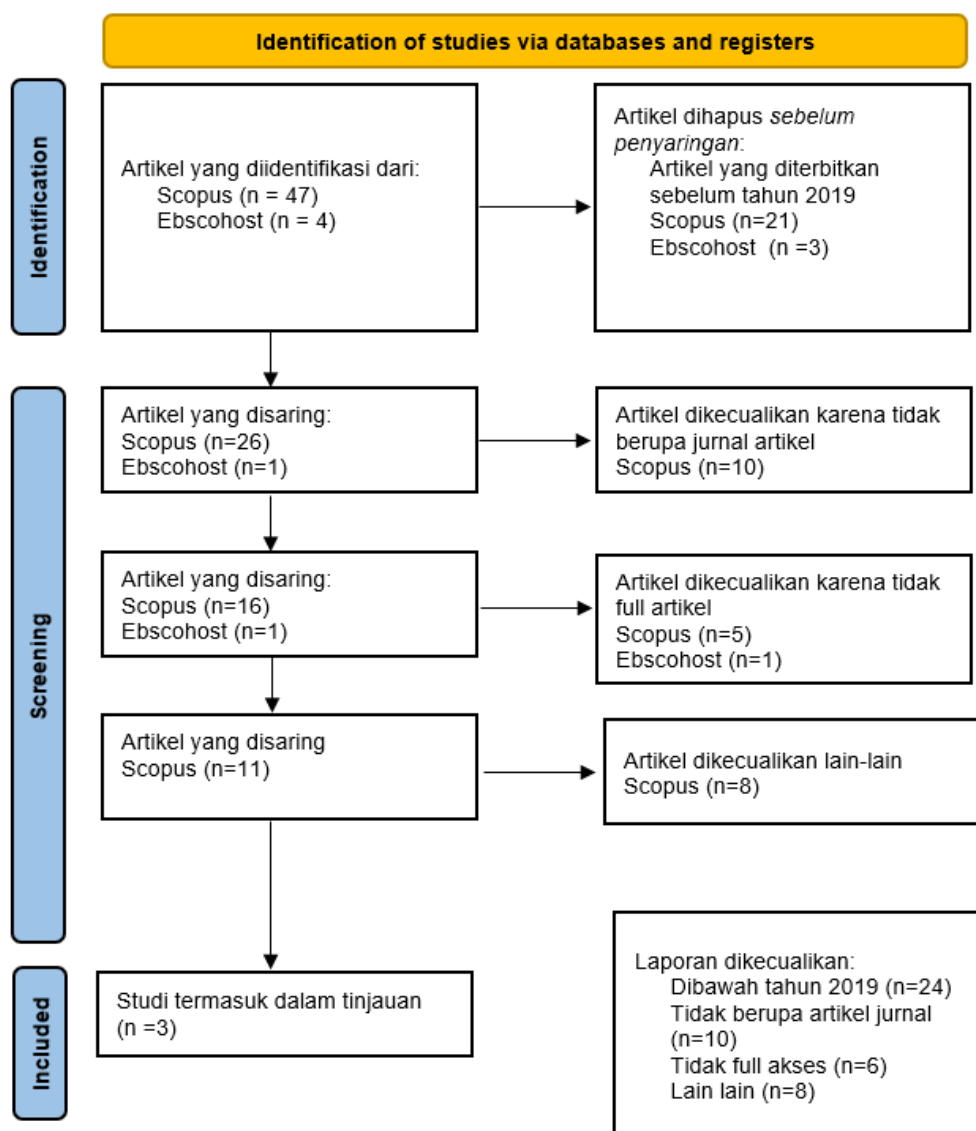 Identification of studies via databases and registers
Identification
Artikel yang diidentifikasi dari:
Scopus (n = 47)
Ebscohost (n = 4)
Artikel dihapus sebelum
penyaringan:
Artikel yang diterbitkan
sebelum tahun 2019
Scopus (n=21)
Ebscohost (n =3)
Screening
Artikel yang disaring:
Scopus (n=26)
Ebscohost (n=1)
Artikel dikecualikan karena tidak
berupa jurnal artikel
Scopus (n=10)
Artikel yang disaring:
Scopus (n=16)
Ebscohost (n=1)
Artikel dikecualikan karena tidak
full artikel
Scopus (n=5)
Ebscohost (n=1)
Artikel yang disaring
Scopus (n=11)
Artikel dikecualikan lain-lain
Scopus (n=8)
Included
Studi termasuk dalam tinjauan
(n =3)
Laporan dikecualikan:
Dibawah tahun 2019 (n=24)
Tidak berupa artikel jurnal
(n=10)
Tidak full akses (n=6)
Lain lain (n=8)